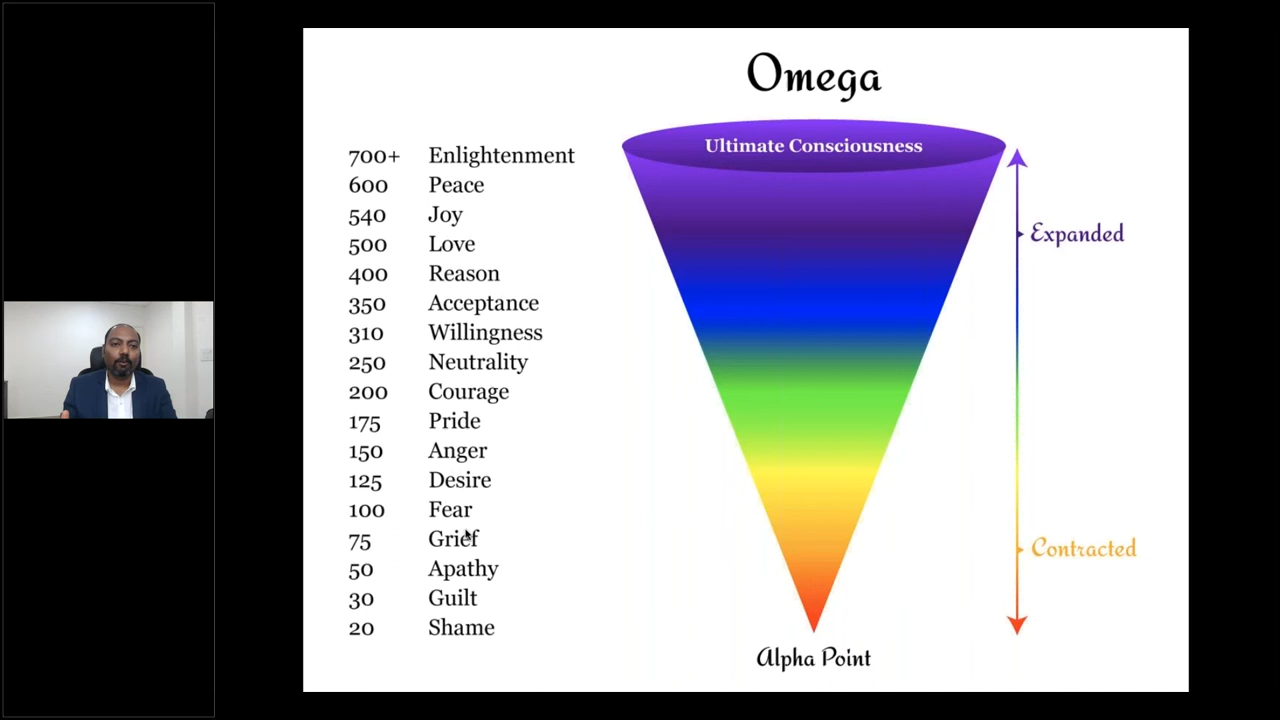 Omega
Ultimate Consciousness
700+ Enlightenment
600 Peace
540 Joy
500 Love
400 Reason
350 Acceptance
310 Willingness
250 Neutrality
200 Courage
175 Pride
150 Anger
125 Desire
100 Fear
75 Grief
50 Apathy
30 Guilt
20 Shame
Expanded
Contracted
Alpha Point